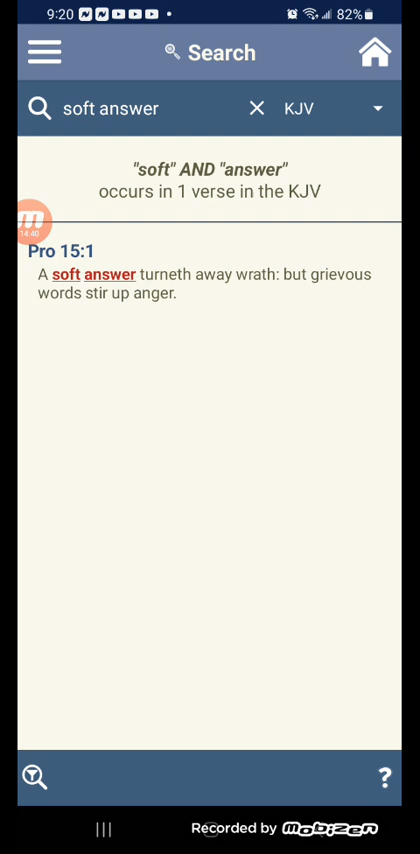 9:20
82%
Search
soft answer
KJV
"soft" AND "answer"
occurs in 1 verse in the KJV
14:40
Pro 15:1
A soft answer turneth away wrath: but grievous
words stir up anger.
?
Recorded by mobizen